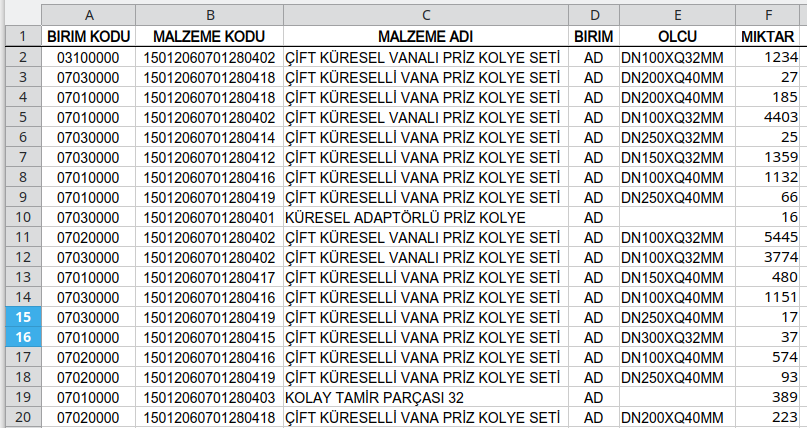 A B C D E F
1 BIRIM KODU MALZEME KODU MALZEME ADI BIRIM OLCU MIKTAR
2 03100000 15012060701280402 ÇİFT KÜRESEL VANALI PRİZ KOLYE SETİ AD DN100XQ32MM 1234
3 07030000 15012060701280418 ÇİFT KÜRESELLİ VANA PRİZ KOLYE SETİ AD DN200XQ40MM 27
4 07010000 15012060701280418 ÇİFT KÜRESELLİ VANA PRİZ KOLYE SETİ AD DN200XQ40MM 185
5 07010000 15012060701280402 ÇİFT KÜRESEL VANALI PRİZ KOLYE SETİ AD DN100XQ32MM 4403
6 07030000 15012060701280414 ÇİFT KÜRESELLİ VANA PRİZ KOLYE SETİ AD DN250XQ32MM 25
7 07030000 15012060701280412 ÇİFT KÜRESELLİ VANA PRİZ KOLYE SETİ AD DN150XQ32MM 1359
8 07010000 15012060701280416 ÇİFT KÜRESELLİ VANA PRİZ KOLYE SETİ AD DN100XQ40MM 1132
9 07010000 15012060701280419 ÇİFT KÜRESELLİ VANA PRİZ KOLYE SETİ AD DN250XQ40MM 66
10 07030000 15012060701280401 KÜRESEL ADAPTÖRLÜ PRİZ KOLYE AD 16
11 07020000 15012060701280402 ÇİFT KÜRESEL VANALI PRİZ KOLYE SETİ AD DN100XQ32MM 5445
12 07030000 15012060701280402 ÇİFT KÜRESEL VANALI PRİZ KOLYE SETİ AD DN100XQ32MM 3774
13 07010000 15012060701280417 ÇİFT KÜRESELLİ VANA PRİZ KOLYE SETİ AD DN150XQ40MM 480
14 07030000 15012060701280416 ÇİFT KÜRESELLİ VANA PRİZ KOLYE SETİ AD DN100XQ40MM 1151
15 07030000 15012060701280419 ÇİFT KÜRESELLİ VANA PRİZ KOLYE SETİ AD DN250XQ40MM 17
16 07010000 15012060701280415 ÇİFT KÜRESELLİ VANA PRİZ KOLYE SETİ AD DN300XQ32MM 37
17 07020000 15012060701280416 ÇİFT KÜRESELLİ VANA PRİZ KOLYE SETİ AD DN100XQ40MM 574
18 07020000 15012060701280419 ÇİFT KÜRESELLİ VANA PRİZ KOLYE SETİ AD DN250XQ40MM 93
19 07010000 15012060701280403 KOLAY TAMİR PARÇASI 32 AD 389
20 07020000 15012060701280418 ÇİFT KÜRESELLİ VANA PRİZ KOLYE SETİ AD DN200XQ40MM 223